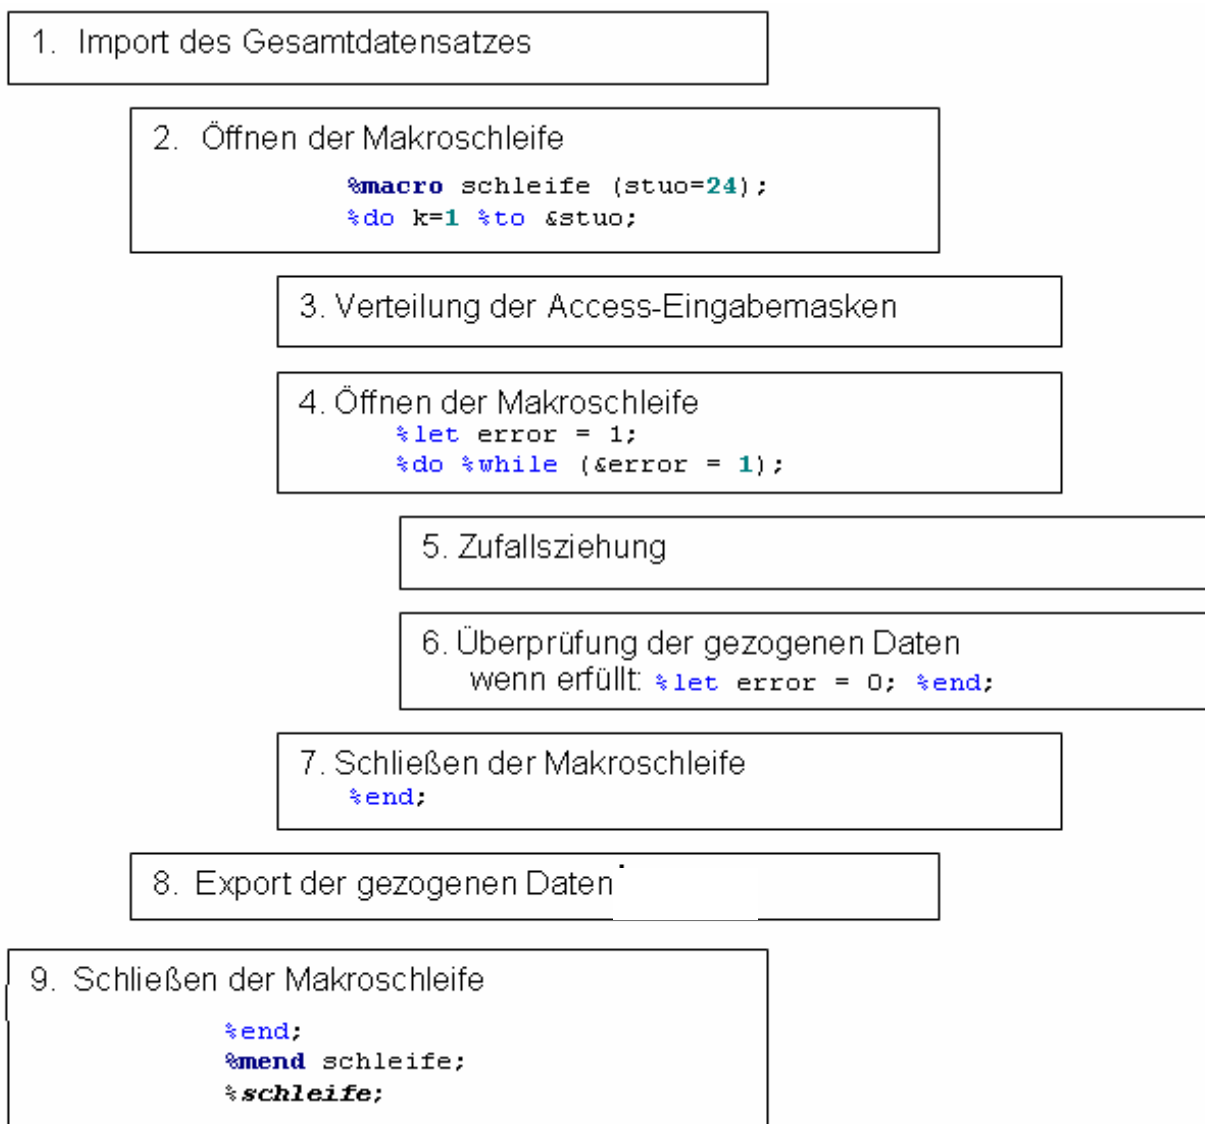 1. Import des Gesamtdatensatzes
2. Öffnen der Makroschleife
%macro schleife (stuo=24);
%do k=1 %to &stuo;
3. Verteilung der Access-Eingabemasken
4. Öffnen der Makroschleife
%let error = 1;
%do %while (&error = 1);
5. Zufallsziehung
6. Überprüfung der gezogenen Daten
wenn erfüllt: %let error = 0; %end;
7. Schließen der Makroschleife
%end;
8. Export der gezogenen Daten
9. Schließen der Makroschleife
%end;
%mend schleife;
%schleife;